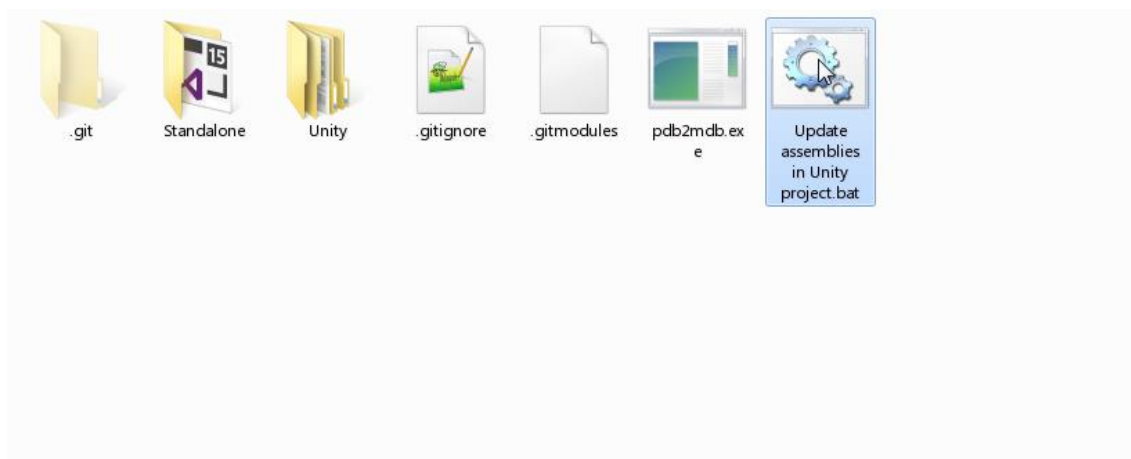 15
.git
Standalone
Unity
.gitignore
.gitmodules
pdb2mdb.ex
e
Update
assemblies
in Unity
project.bat